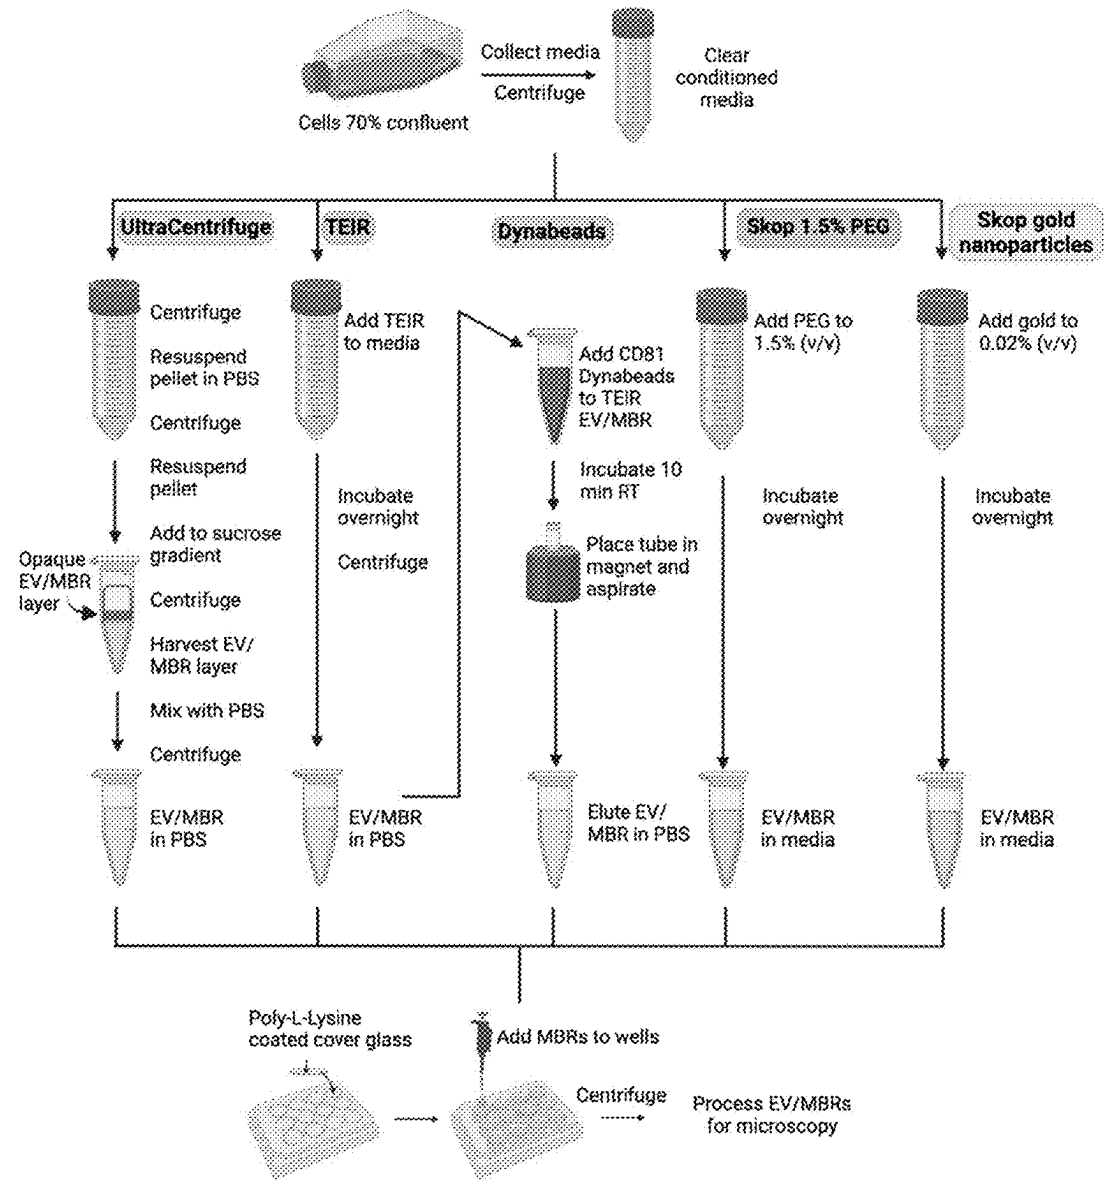 Collect media
Centrifuge
Clear
conditioned
media
Cells 70% confluent
UltraCentrifuge
TEIR
Dynabeads
Skop 1.5% PEG
Skop gold
nanoparticles
Centrifuge
Resuspend
pellet in PBS
Centrifuge
Resuspend
pellet
Add to sucrose
gradient
Opaque
EV/MBR
layer
Centrifuge
Harvest EV/
MBR layer
Mix with PBS
Centrifuge
EV/MBR
in PBS
Add TEIR
to media
Incubate
overnight
Centrifuge
EV/MBR
in PBS
Add CD81
Dynabeads
to TEIR
EV/MBR
Incubate 10
min RT
Place tube in
magnet and
aspirate
Elute EV/
MBR in PBS
Add PEG to
1.5% (v/v)
Incubate
overnight
EV/MBR
in media
Add gold to
0.02% (v/v)
Incubate
overnight
EV/MBR
in media
Poly-L-Lysine
coated cover glass
Add MBRs to wells
Centrifuge
Process EV/MBRs
for microscopy